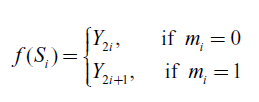 f(S_i) = { Y_{2i}, if m_i = 0
Y_{2i+1}, if m_i = 1